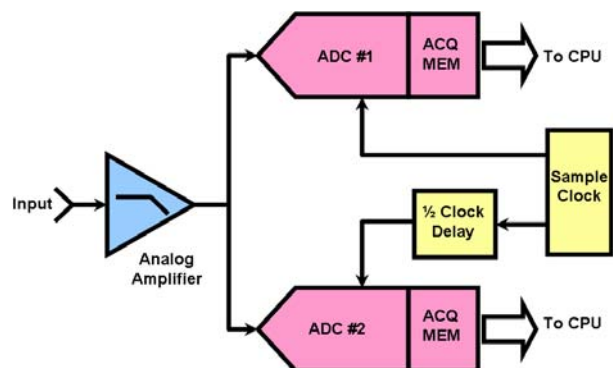 ADC #1
ACQ
MEM
To CPU
Input
Analog
Amplifier
½ Clock
Delay
Sample
Clock
ADC #2
ACQ
MEM
To CPU